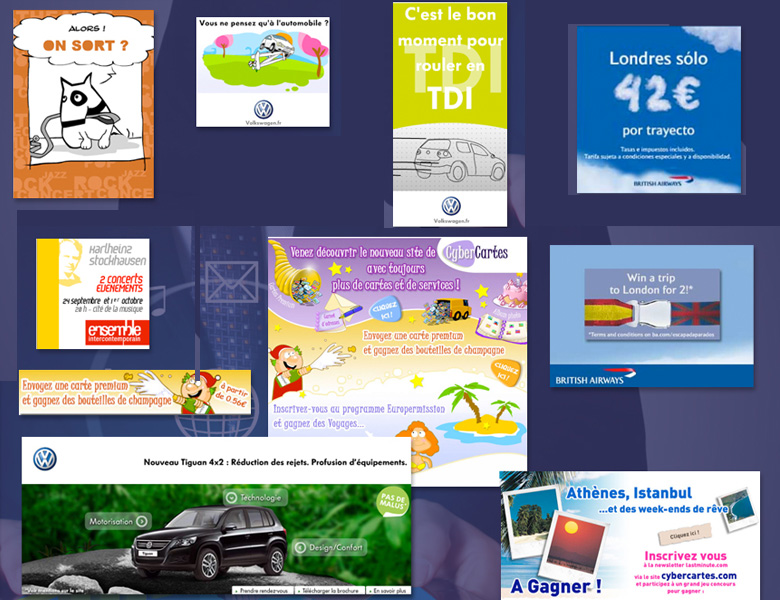 ALORS !
ON SORT ?
THEATRE
JAZZ
ROCK
CONCERT
Vous ne pensez qu'à l'automobile ?
Volkswagen.fr
C'est le bon
moment pour
rouler en
TDI
TDI
Volkswagen.fr
Londres sólo
42€
por trayecto
Tasas e impuestos incluidos.
Tarifa sujeta a condiciones especiales y a disponibilidad.
BRITISH AIRWAYS
Karlheinz
Stockhausen
2 CONCERTS
ÉVÉNEMENTS
24 septembre et 1er octobre
20 h - cité de la musique
ensemble
intercontemporain
Venez découvrir le nouveau site de
CyberCartes
avec toujours
plus de cartes et de services !
CLIQUEZ
ICI !
Envoyez une carte premium
et gagnez des bouteilles de champagne
CLIQUEZ
ICI !
Inscrivez-vous au programme Europermission
et gagnez des Voyages...
Win a trip
to London for 2!*
*Terms and conditions on ba.com/escapadaparados
BRITISH AIRWAYS
Envoyez une carte premium
et gagnez des bouteilles de champagne
à partir
de 0.56€
Nouveau Tiguan 4x2 : Réduction des rejets. Profusion d'équipements.
Technologie
PAS DE
MALUS*
Motorisation
Design/Confort
Tiguan
*Voir mentions sur le site
Prendre rendez-vous
Télécharger la brochure
En savoir plus
Athènes, Istanbul
...et des week-ends de rêve
Cliquez ici !
Inscrivez vous
à la newsletter lastminute.com
via le site cybercartes.com
et participez à un grand jeu concours
pour gagner :
A Gagner !